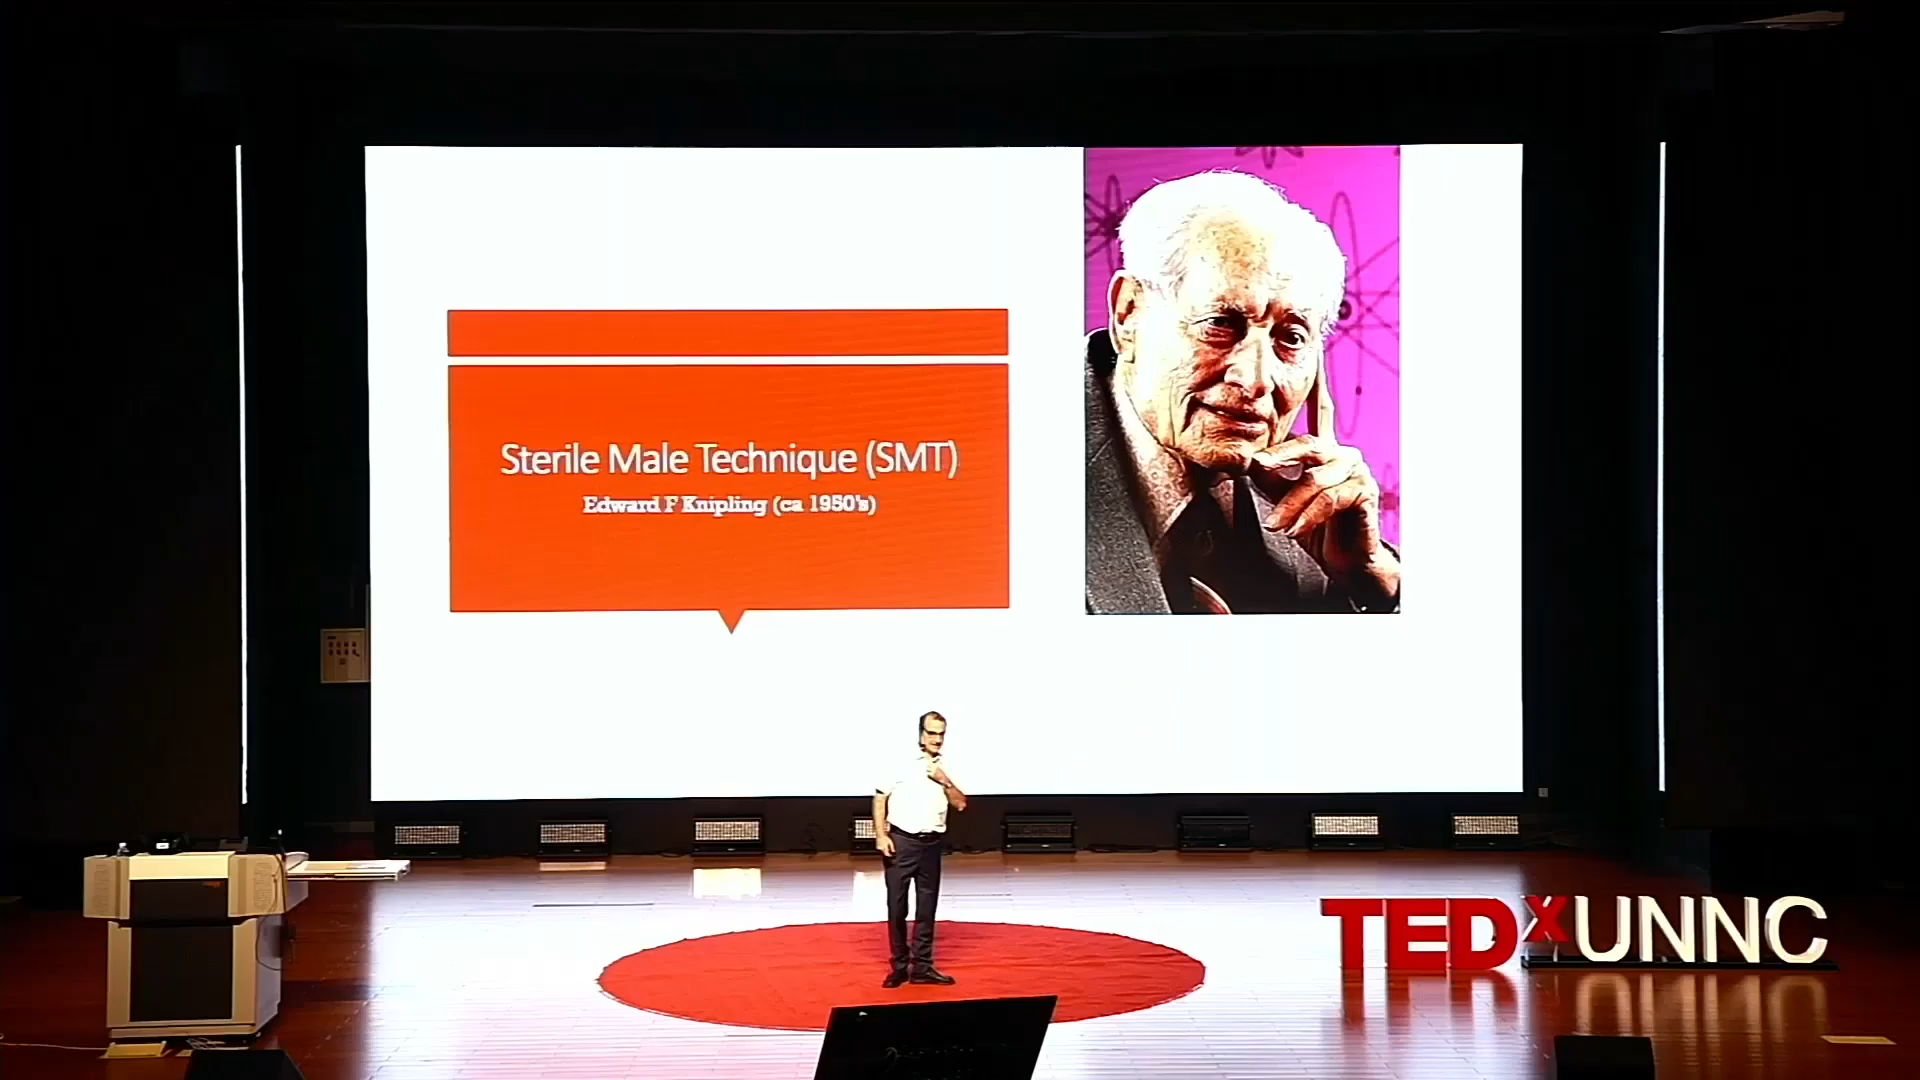 Sterile Male Technique (SMT)
Edward F Knipling (ca 1950's)
TEDxUNNC